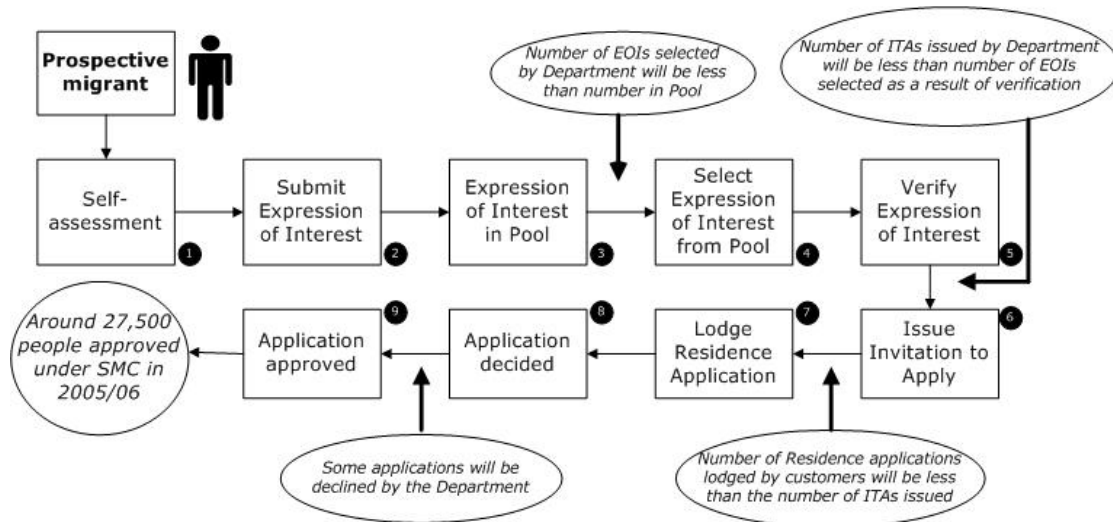 Prospective
migrant
Number of EOIs selected
by Department will be less
than number in Pool
Number of ITAs issued by Department
will be less than number of EOIs
selected as a result of verification
Self-
assessment
1
Submit
Expression
of Interest
2
Expression
of Interest
in Pool
3
Select
Expression
of Interest
from Pool
4
Verify
Expression
of Interest
5
Issue
Invitation to
Apply
6
Lodge
Residence
Application
7
Application
decided
8
Application
approved
9
Around 27,500
people approved
under SMC in
2005/06
Some applications will be
declined by the Department
Number of Residence applications
lodged by customers will be less
than the number of ITAs issued